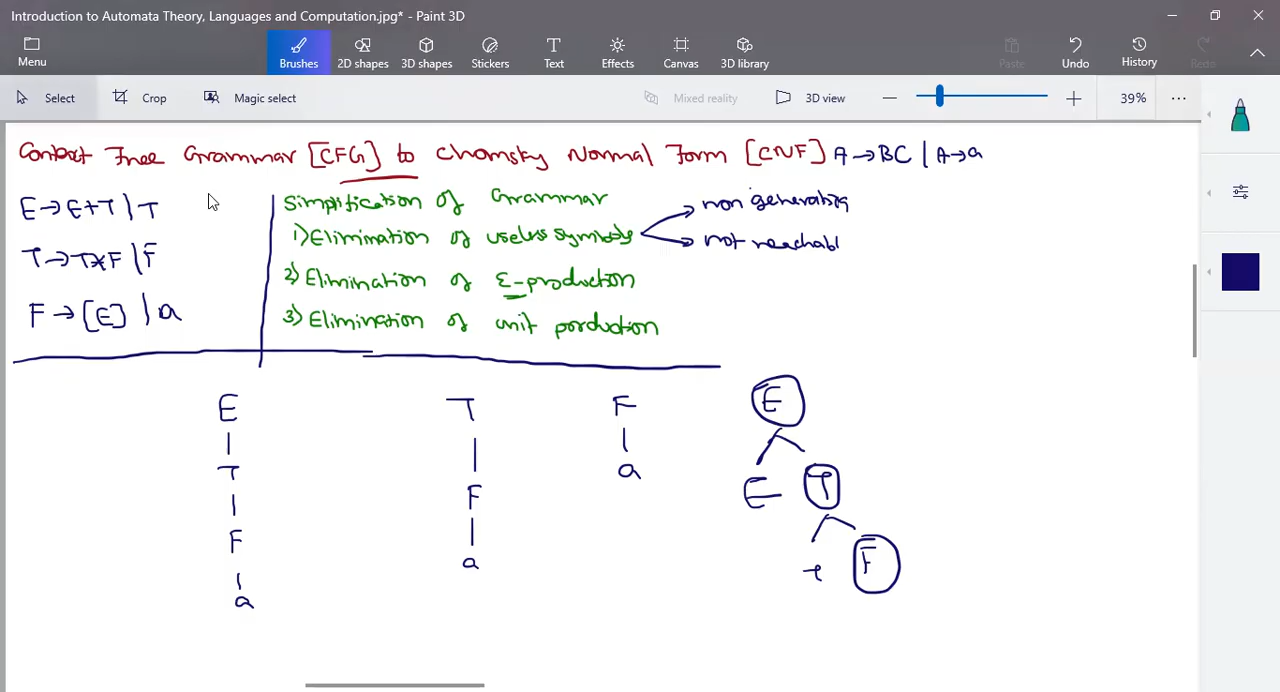 Introduction to Automata Theory, Languages and Computation.jpg* - Paint 3D
Menu
Brushes
2D shapes
3D shapes
Stickers
Text
Effects
Canvas
3D library
Paste
Undo
History
Redo
Select
Crop
Magic select
Mixed reality
3D view
39%
Context Free Grammar [CFG] to Chomsky Normal Form [CNF] A→BC | A→a
E→E+T | T
T→T*F | F
F→[E] | a
Simplification of Grammar
1) Elimination of useless symbols
non generating
not reachabl
2) Elimination of ε-production
3) Elimination of unit porduction
E T F E
T a E T
F F
F a
a